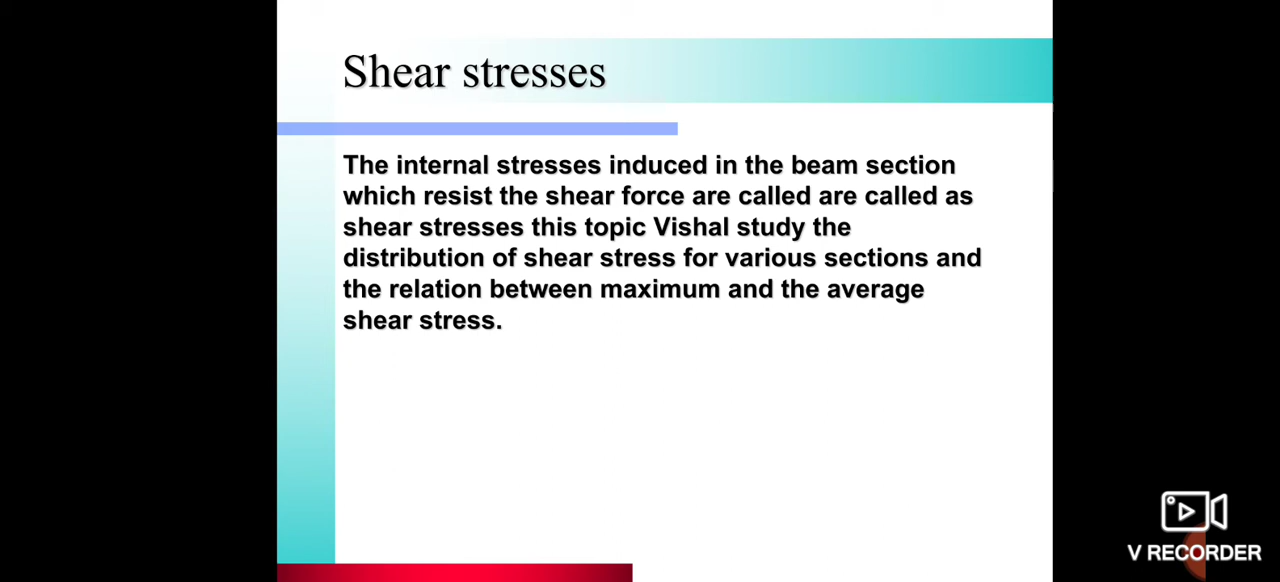 Shear stresses
The internal stresses induced in the beam section
which resist the shear force are called are called as
shear stresses this topic Vishal study the
distribution of shear stress for various sections and
the relation between maximum and the average
shear stress.
V RECORDER